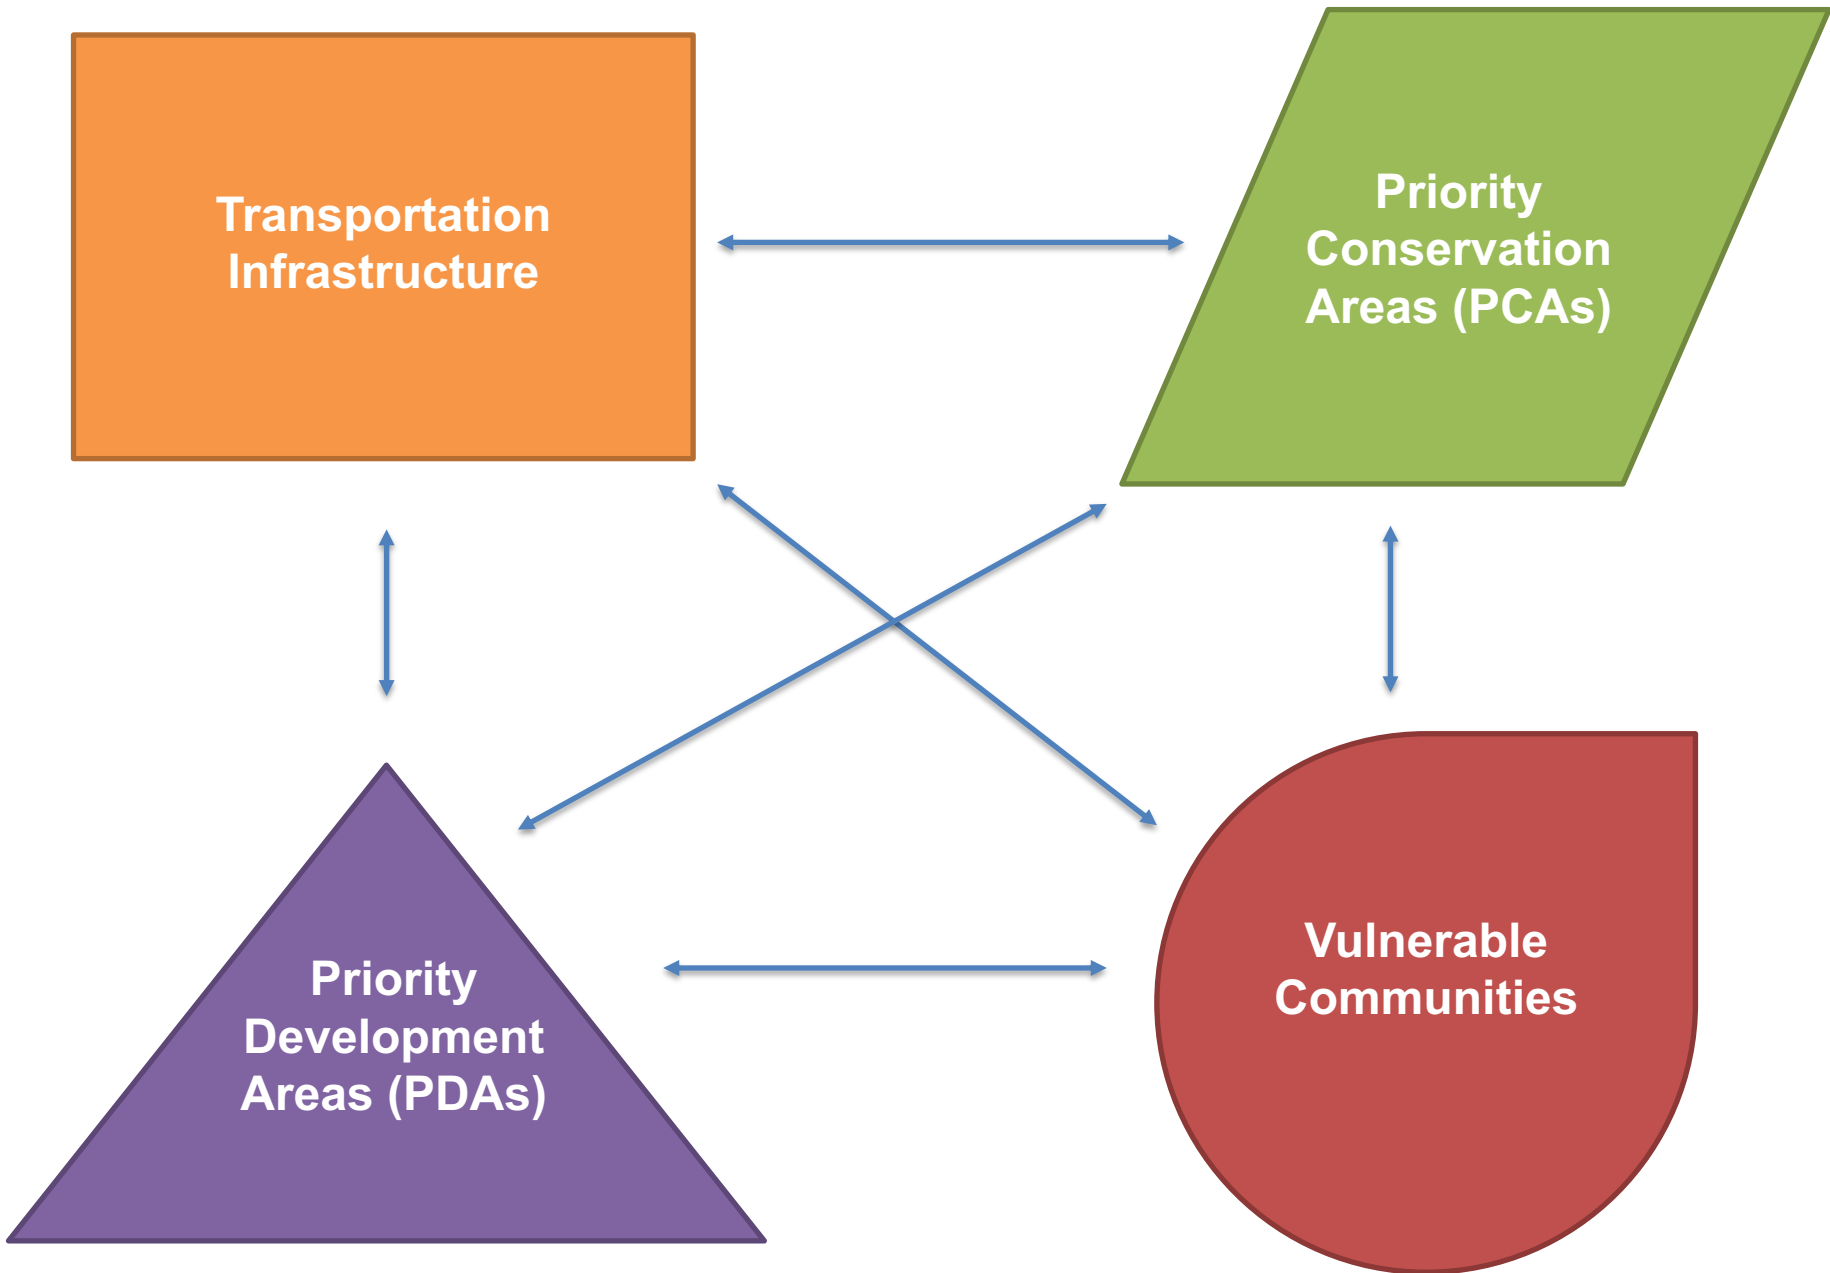 Transportation
Infrastructure
Priority
Conservation
Areas (PCAs)
Priority
Development
Areas (PDAs)
Vulnerable
Communities